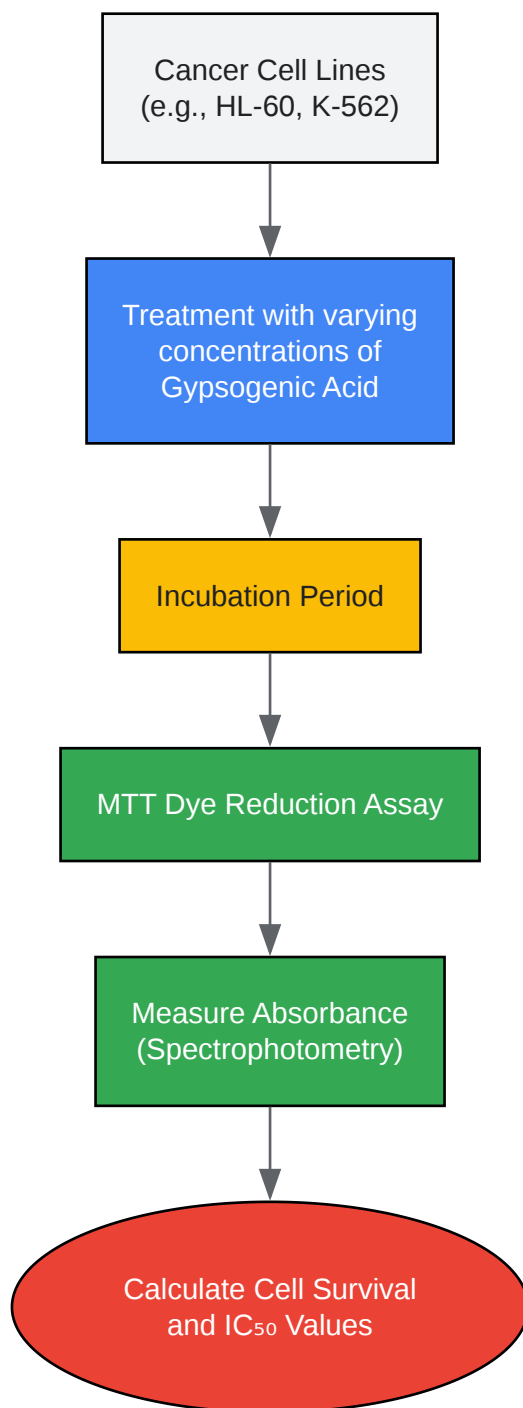 Cancer Cell Lines
(e.g., HL-60, K-562)
Treatment with varying
concentrations of
Gypsogenic Acid
Incubation Period
MTT Dye Reduction Assay
Measure Absorbance
(Spectrophotometry)
Calculate Cell Survival
and IC₅₀ Values